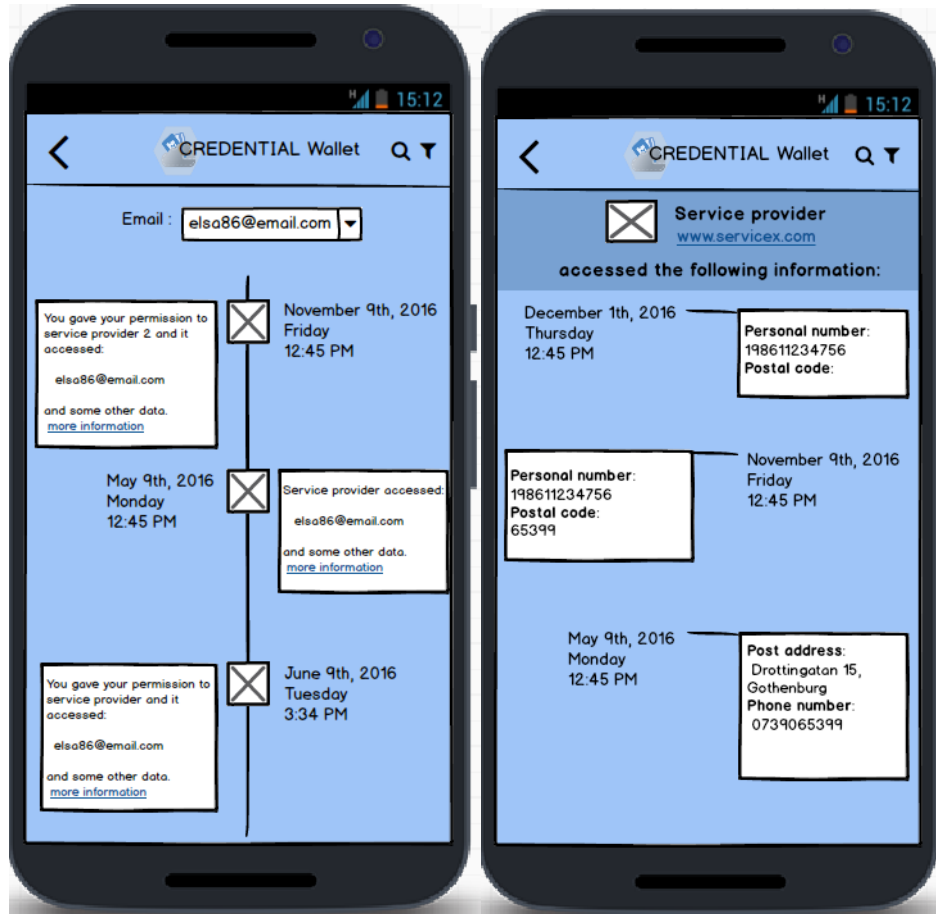 H 15:12
CREDENTIAL Wallet
Email :
elsa86@email.com
You gave your permission to
service provider 2 and it
accessed:
elsa86@email.com
and some other data.
more information
November 9th, 2016
Friday
12:45 PM
May 9th, 2016
Monday
12:45 PM
Service provider accessed:
elsa86@email.com
and some other data.
more information
You gave your permission to
service provider and it
accessed:
elsa86@email.com
and some other data.
more information
June 9th, 2016
Tuesday
3:34 PM
H 15:12
CREDENTIAL Wallet
Service provider
www.servicex.com
accessed the following information:
December 1th, 2016
Thursday
12:45 PM
Personal number:
198611234756
Postal code:
Personal number:
198611234756
Postal code:
65399
November 9th, 2016
Friday
12:45 PM
May 9th, 2016
Monday
12:45 PM
Post address:
Drottingatan 15,
Gothenburg
Phone number:
0739065399